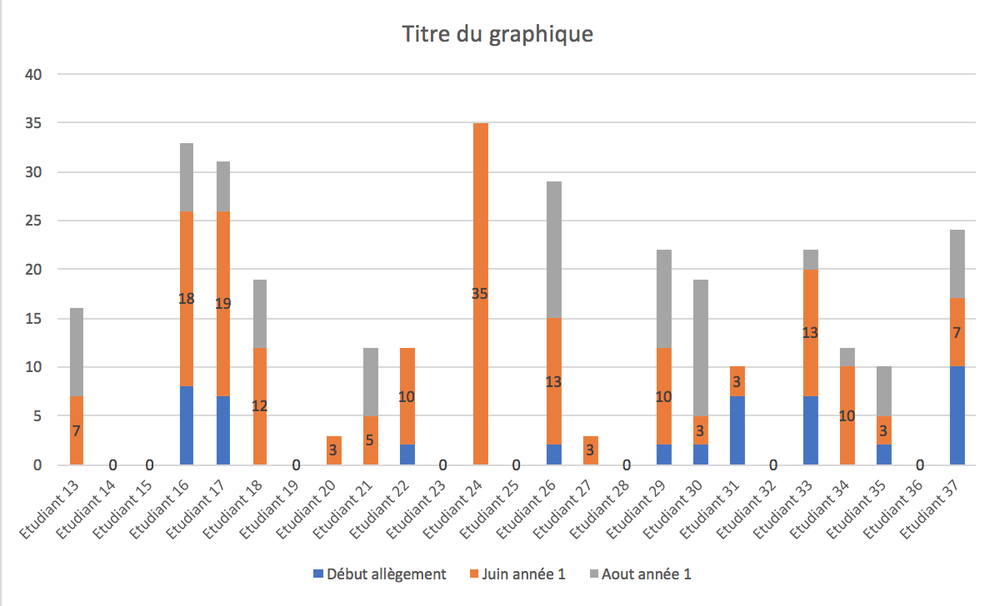 Titre du graphique
40
35
30
25
20
15
10
5
0
7
0
0
18
19
12
0
3
5
10
0
35
0
13
3
0
10
3
3
0
13
10
3
0
7
Etudiant 13
Etudiant 14
Etudiant 15
Etudiant 16
Etudiant 17
Etudiant 18
Etudiant 19
Etudiant 20
Etudiant 21
Etudiant 22
Etudiant 23
Etudiant 24
Etudiant 25
Etudiant 26
Etudiant 27
Etudiant 28
Etudiant 29
Etudiant 30
Etudiant 31
Etudiant 32
Etudiant 33
Etudiant 34
Etudiant 35
Etudiant 36
Etudiant 37
Début allègement Juin année 1 Aout année 1